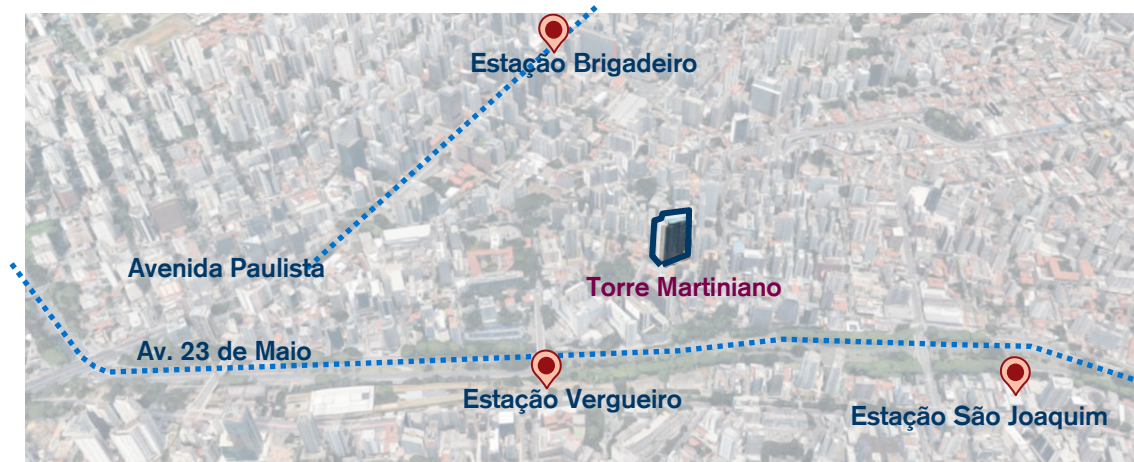 Estação Brigadeiro
Avenida Paulista
Torre Martiniano
Av. 23 de Maio
Estação Vergueiro
Estação São Joaquim